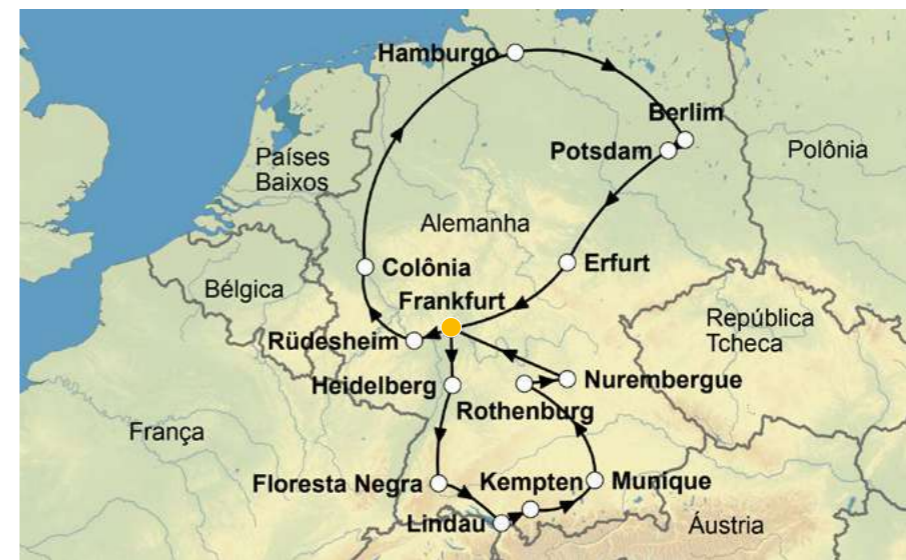 Hamburgo
Berlim
Potsdam
Polônia
Países
Baixos
Alemanha
Colônia
Erfurt
Bélgica
Frankfurt
República
Tcheca
Rüdesheim
Heidelberg
Nurembergue
Rothenburg
França
Floresta Negra
Kempten
Munique
Lindau
Áustria